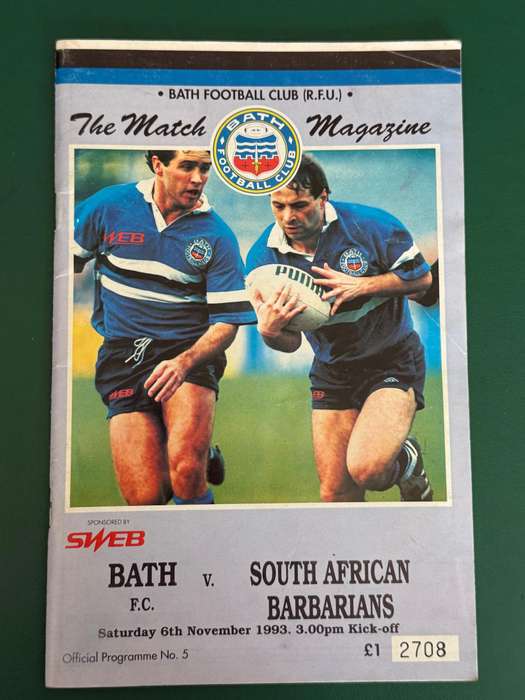 • BATH FOOTBALL CLUB (R.F.U.) •
The Match Magazine
BATH
FOOTBALL CLUB
SWEB
PUMA
SWEB
SPONSORED BY
SWEB
BATH v. SOUTH AFRICAN
F.C. BARBARIANS
Saturday 6th November 1993. 3.00pm Kick-off
Official Programme No. 5 £1 2708